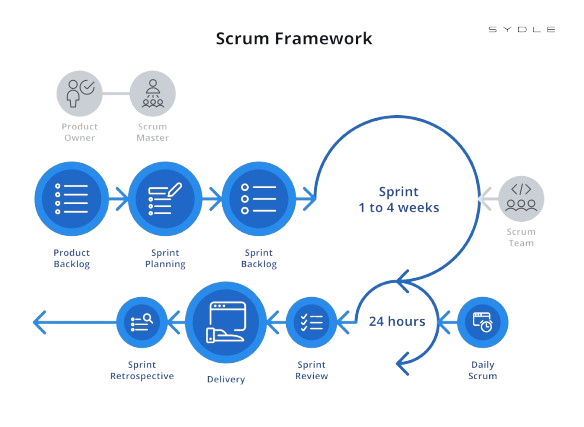 SYDLE
Scrum Framework
Product
Owner
Scrum
Master
Sprint
1 to 4 weeks
</>
Scrum
Team
Product
Backlog
Sprint
Planning
Sprint
Backlog
24 hours
Sprint
Retrospective
Delivery
Sprint
Review
Daily
Scrum